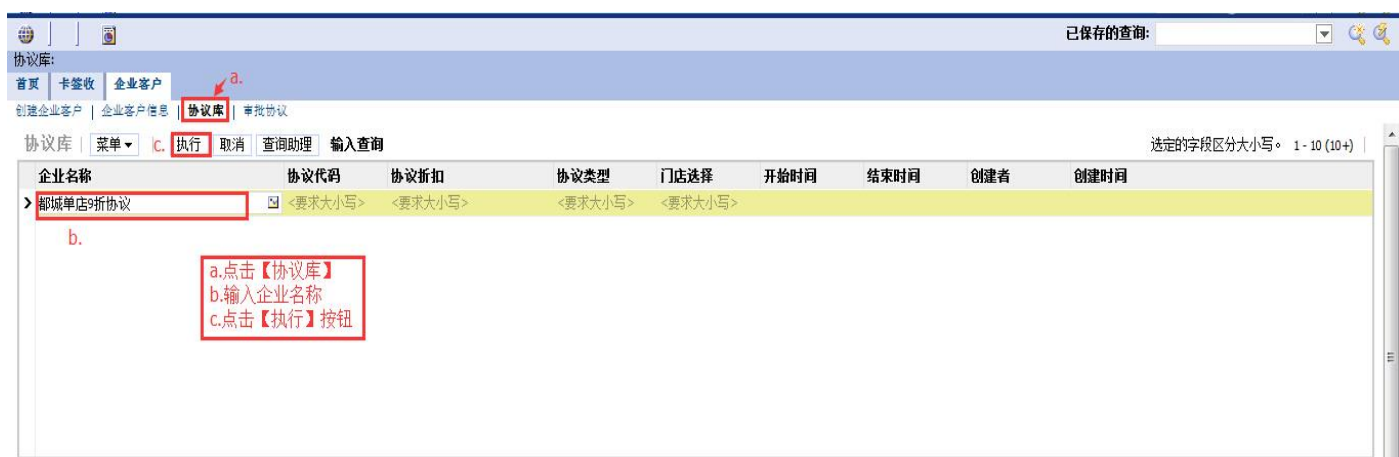 已保存的查询:
协议库:
首页 卡签收 企业客户 a.
创建企业客户 | 企业客户信息 | 协议库 | 审批协议
协议库 | 菜单 c. 执行 取消 查询助理 输入查询 选定的字段区分大小写。 1 - 10 (10+)
企业名称 协议代码 协议折扣 协议类型 门店选择 开始时间 结束时间 创建者 创建时间
都城单店9折协议 <要求大小写> <要求大小写> <要求大小写> <要求大小写>
b.
a.点击【协议库】
b.输入企业名称
c.点击【执行】按钮